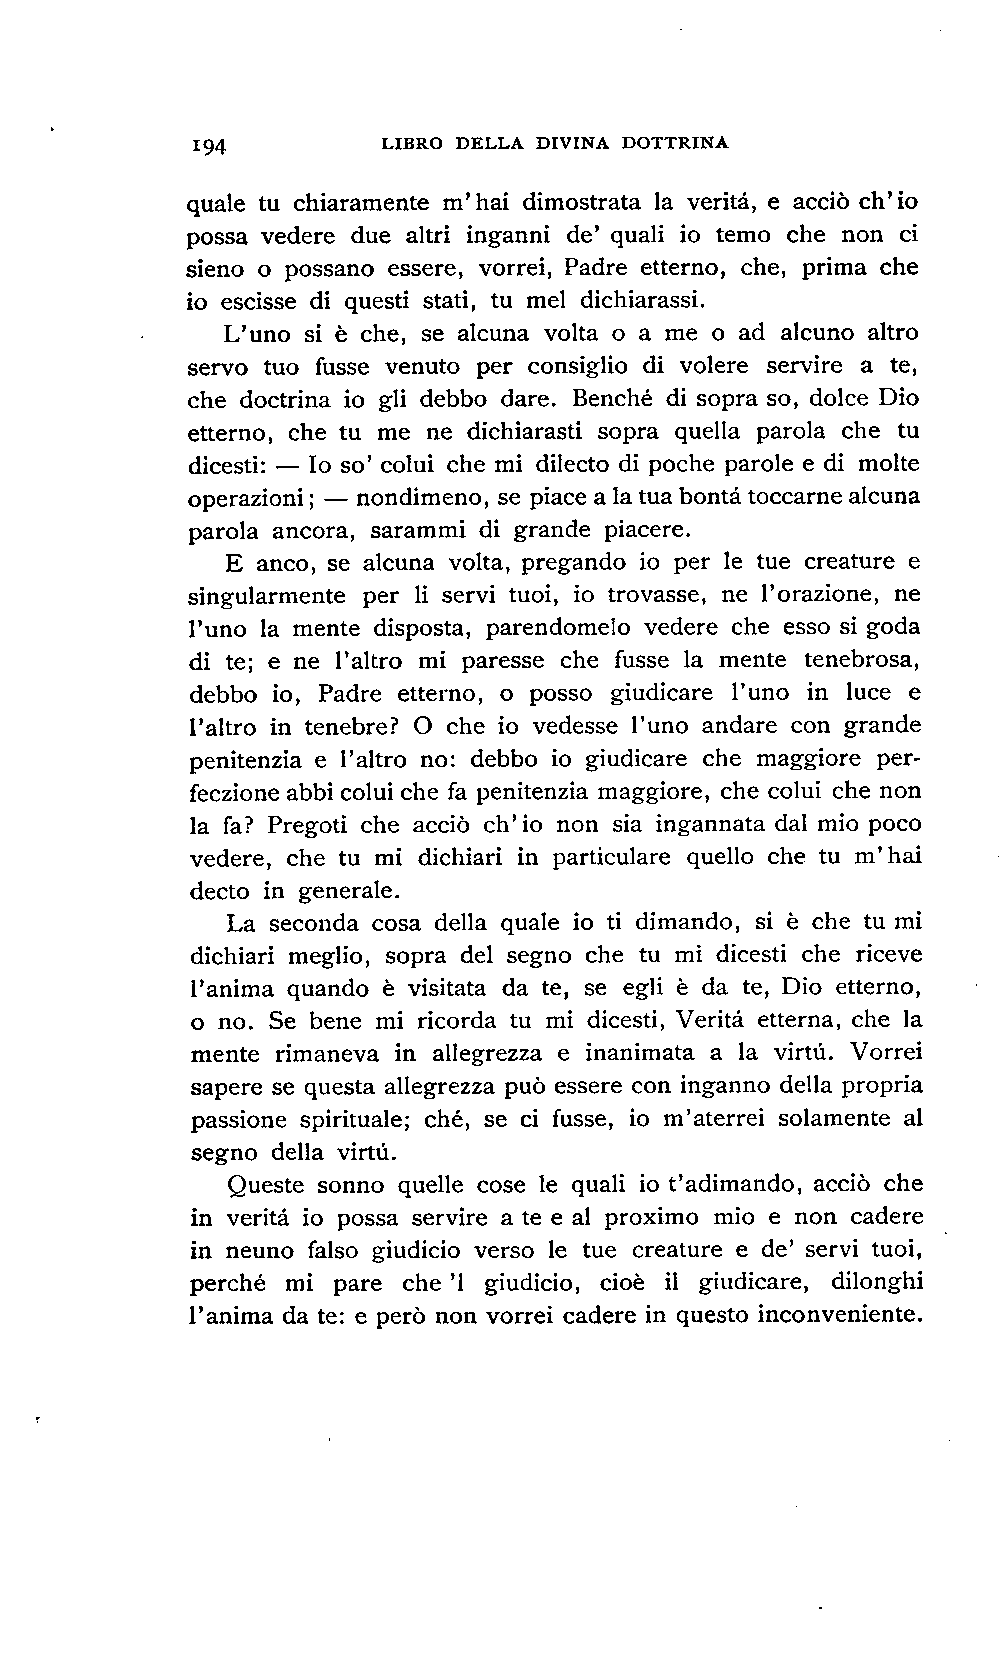 194 LIBRO DELLA DIVINA DOTTRINA
quale tu chiaramente m'hai dimostrata la veritá, e acciò ch'io
possa vedere due altri inganni de' quali io temo che non ci
sieno o possano essere, vorrei, Padre etterno, che, prima che
io escisse di questi stati, tu mel dichiarassi.
L'uno si è che, se alcuna volta o a me o ad alcuno altro
servo tuo fusse venuto per consiglio di volere servire a te,
che doctrina io gli debbo dare. Benché di sopra so, dolce Dio
etterno, che tu me ne dichiarasti sopra quella parola che tu
dicesti: — Io so' colui che mi dilecto di poche parole e di molte
operazioni; — nondimeno, se piace a la tua bontá toccarne alcuna
parola ancora, sarammi di grande piacere.
E anco, se alcuna volta, pregando io per le tue creature e
singularmente per li servi tuoi, io trovasse, ne l'orazione, ne
l'uno la mente disposta, parendomelo vedere che esso si goda
di te; e ne l'altro mi paresse che fusse la mente tenebrosa,
debbo io, Padre etterno, o posso giudicare l'uno in luce e
l'altro in tenebre? O che io vedesse l'uno andare con grande
penitenzia e l'altro no: debbo io giudicare che maggiore per-
feczione abbi colui che fa penitenzia maggiore, che colui che non
la fa? Pregoti che acciò ch'io non sia ingannata dal mio poco
vedere, che tu mi dichiari in particulare quello che tu m'hai
decto in generale.
La seconda cosa della quale io ti dimando, si è che tu mi
dichiari meglio, sopra del segno che tu mi dicesti che riceve
l'anima quando è visitata da te, se egli è da te, Dio etterno,
o no. Se bene mi ricorda tu mi dicesti, Veritá etterna, che la
mente rimaneva in allegrezza e inanimata a la virtú. Vorrei
sapere se questa allegrezza può essere con inganno della propria
passione spirituale; ché, se ci fusse, io m'aterrei solamente al
segno della virtú.
Queste sonno quelle cose le quali io t'adimando, acciò che
in veritá io possa servire a te e al proximo mio e non cadere
in neuno falso giudicio verso le tue creature e de' servi tuoi,
perché mi pare che 'l giudicio, cioè il giudicare, dilonghi
l'anima da te: e però non vorrei cadere in questo inconveniente.